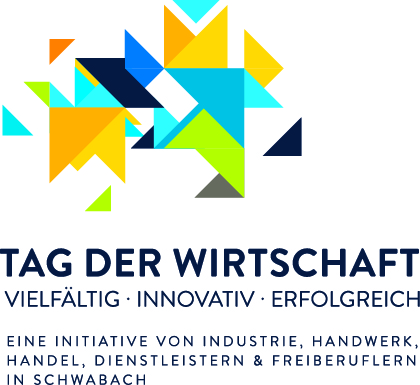 TAG DER WIRTSCHAFT
VIELFÄLTIG · INNOVATIV · ERFOLGREICH
EINE INITIATIVE VON INDUSTRIE, HANDWERK,
HANDEL, DIENSTLEISTERN & FREIBERUFLERN
IN SCHWABACH